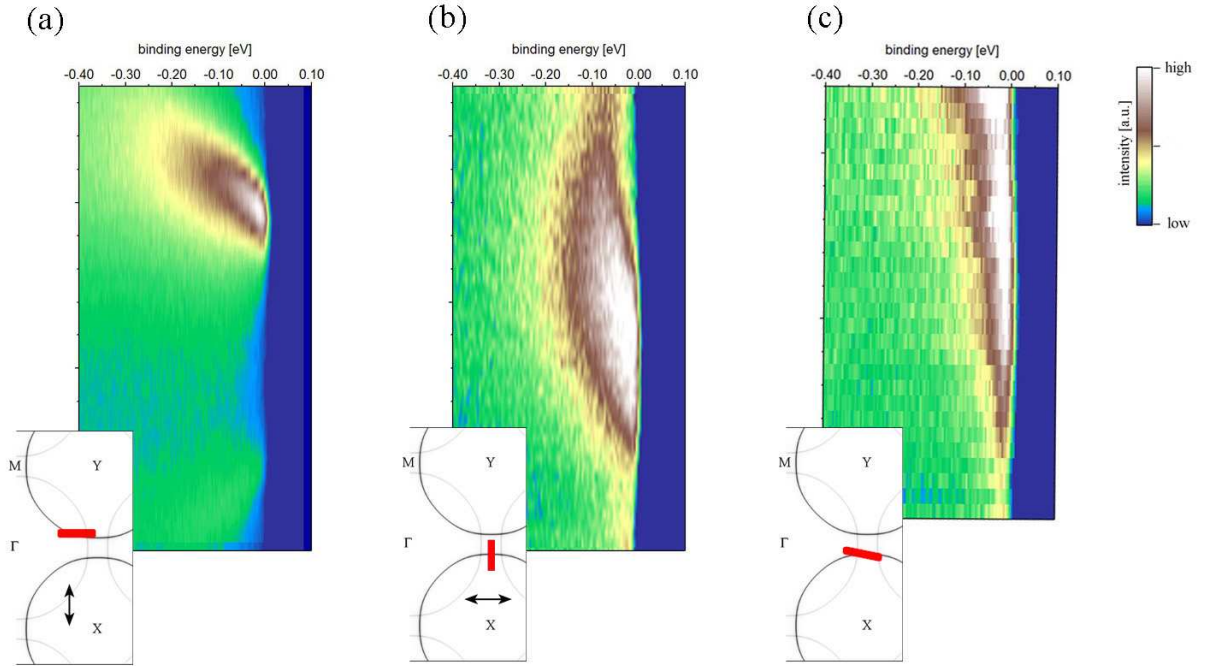 (a)
(b)
(c)
binding energy [eV]
binding energy [eV]
binding energy [eV]
-0.40 -0.30 -0.20 -0.10 0.00 0.10
-0.40 -0.30 -0.20 -0.10 0.00 0.10
-0.40 -0.30 -0.20 -0.10 0.00 0.10
high
intensity [a.u.]
low
M Y
Γ
X
M Y
Γ
X
M Y
Γ
X